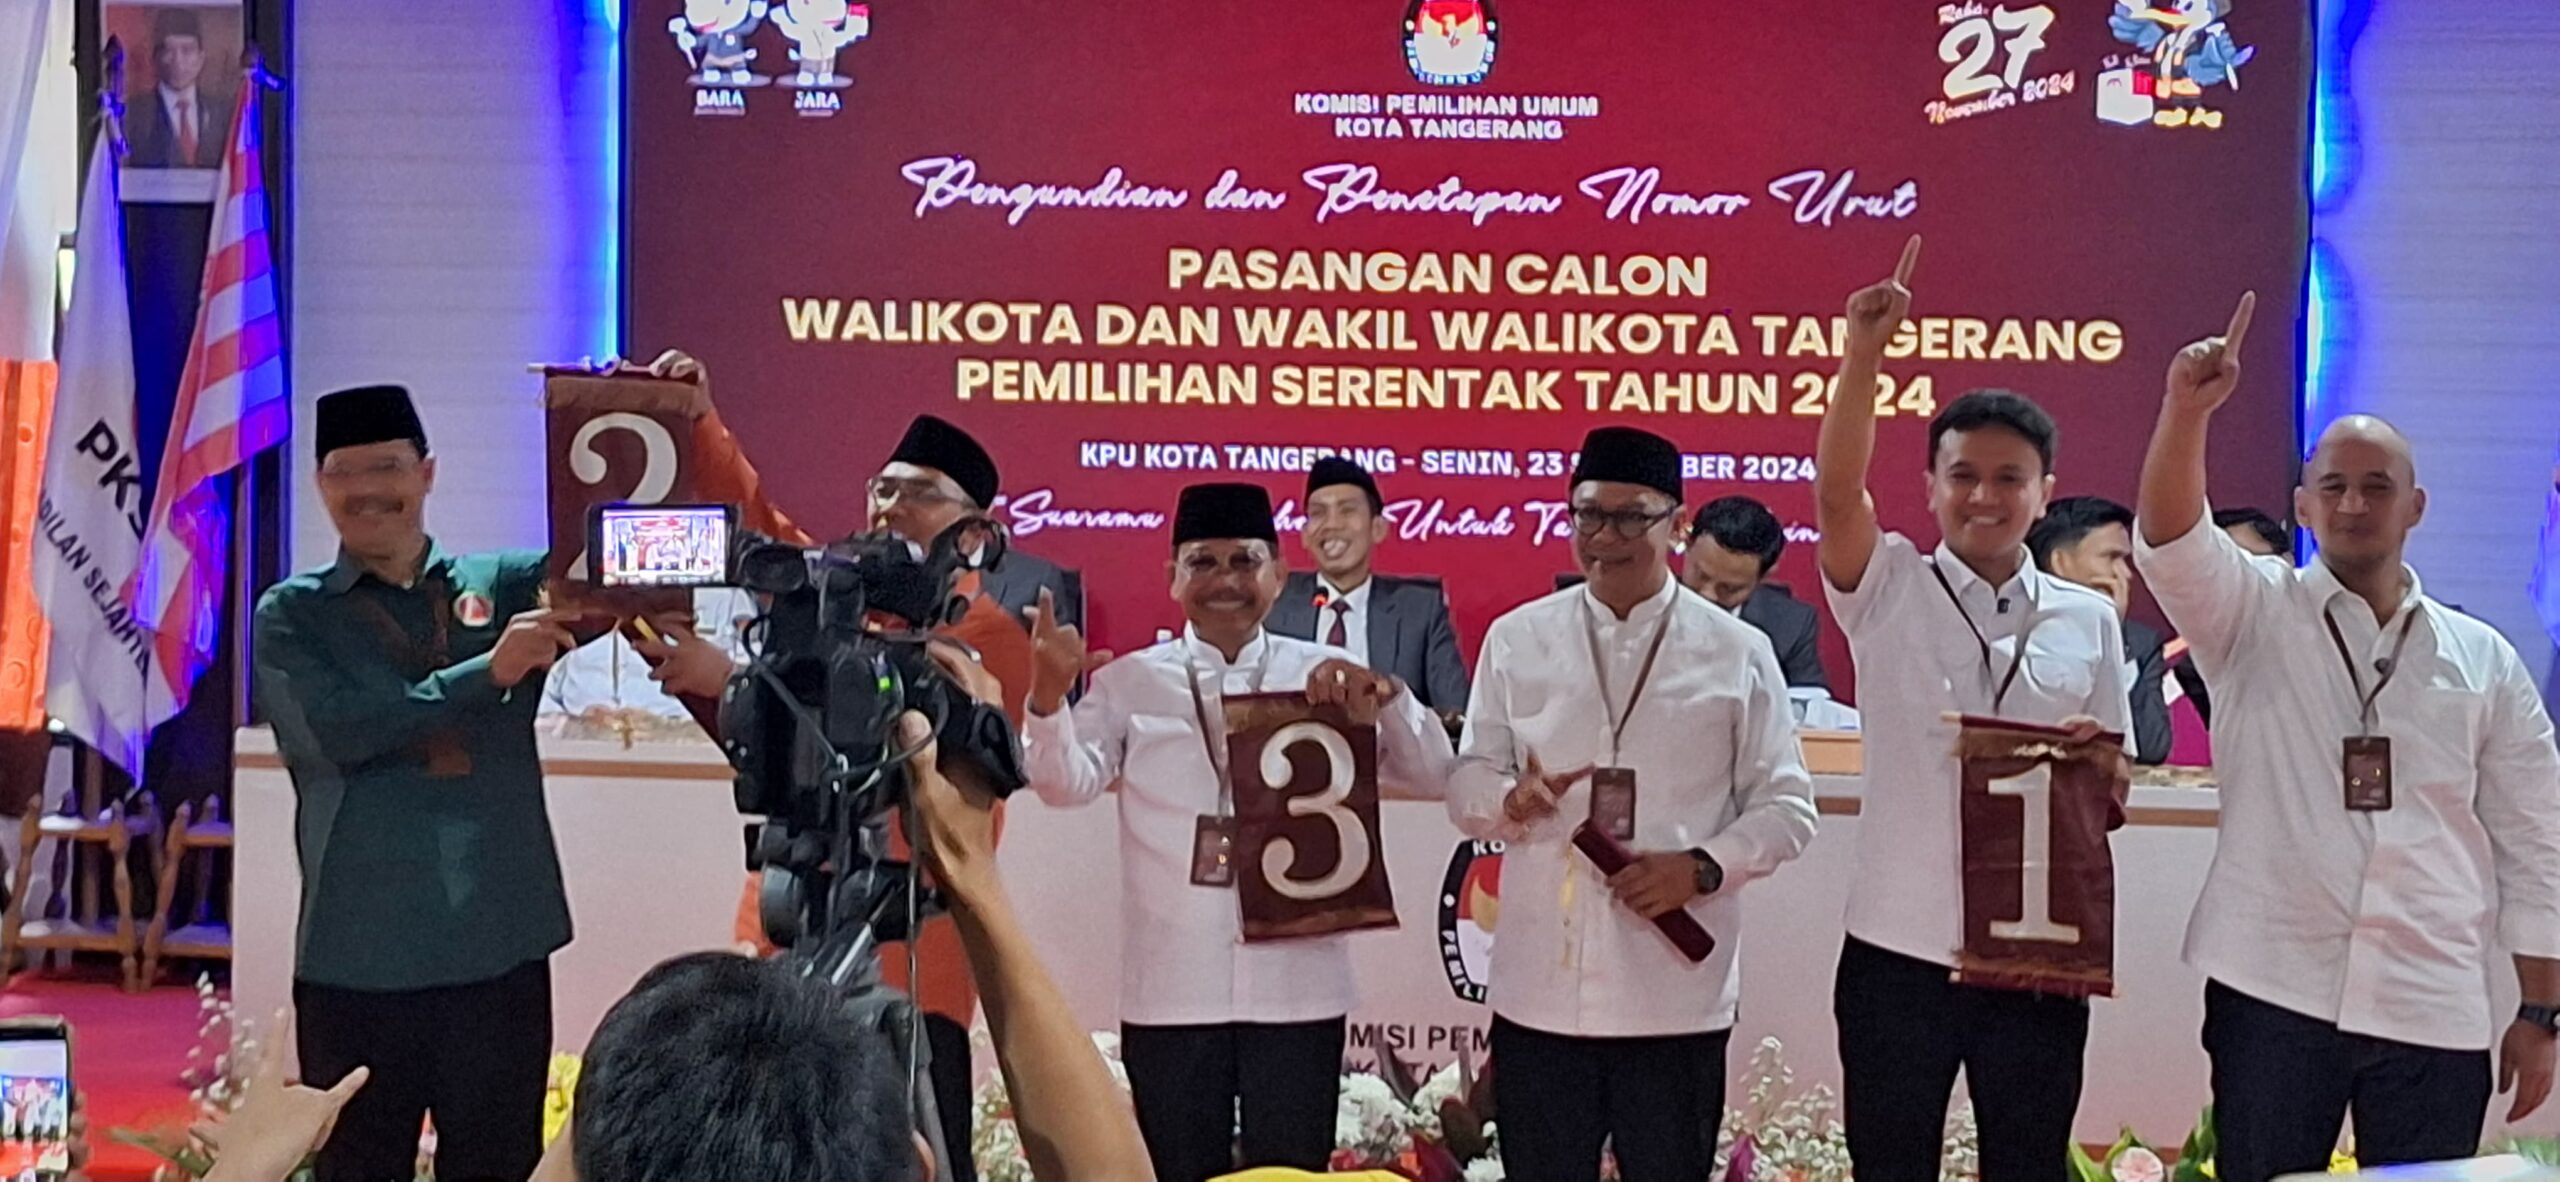 BARA
SARA
KOMISI PEMILIHAN UMUM
KOTA TANGERANG
Rabu
27
November 2024
Pengundian dan Penetapan Nomor Urut
PASANGAN CALON
WALIKOTA DAN WAKIL WALIKOTA TANGERANG
PEMILIHAN SERENTAK TAHUN 2024
KPU KOTA TANGERANG - SENIN, 23 S BER 2024
Suaramu Untuk
PKS
2
3
1